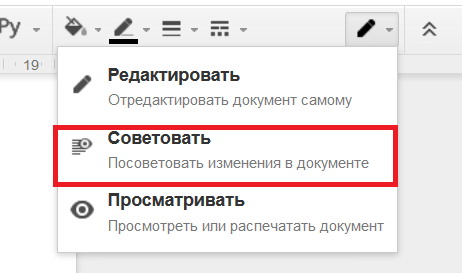 Ру
19
Редактировать
Отредактировать документ самому
Советовать
Посоветовать изменения в документе
Просматривать
Просмотреть или распечатать документ